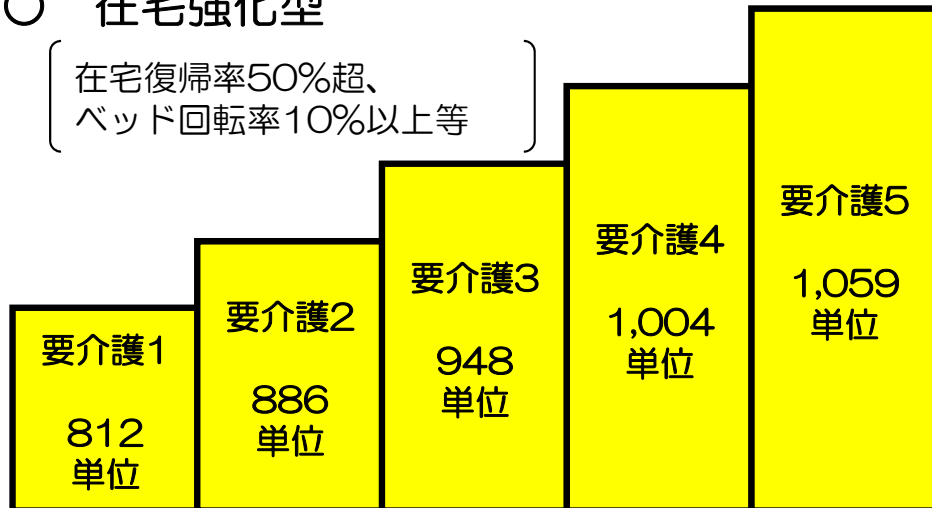 ○ 在宅強化型
在宅復帰率50%超、
ベッド回転率10%以上等
要介護1
812
単位
要介護2
886
単位
要介護3
948
単位
要介護4
1,004
単位
要介護5
1,059
単位